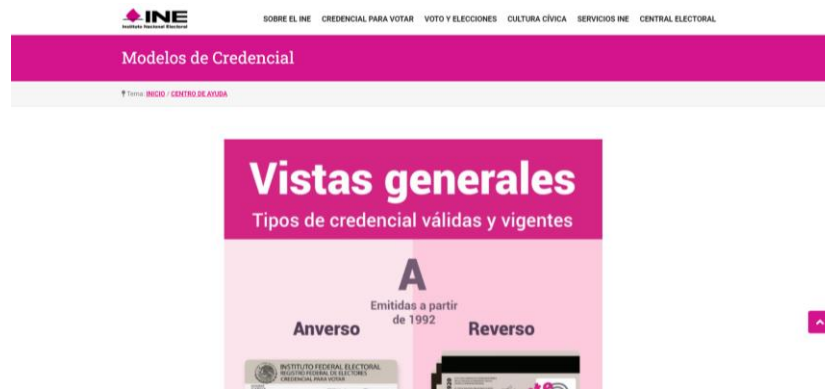 INE
Instituto Nacional Electoral
SOBRE EL INE CREDENCIAL PARA VOTAR VOTO Y ELECCIONES CULTURA CÍVICA SERVICIOS INE CENTRAL ELECTORAL
Modelos de Credencial
Tema: INICIO / CENTRO DE AYUDA
Vistas generales
Tipos de credencial válidas y vigentes
A
Emitidas a partir
de 1992
Anverso Reverso
INSTITUTO FEDERAL ELECTORAL
REGISTRO FEDERAL DE ELECTORES
CREDENCIAL PARA VOTAR